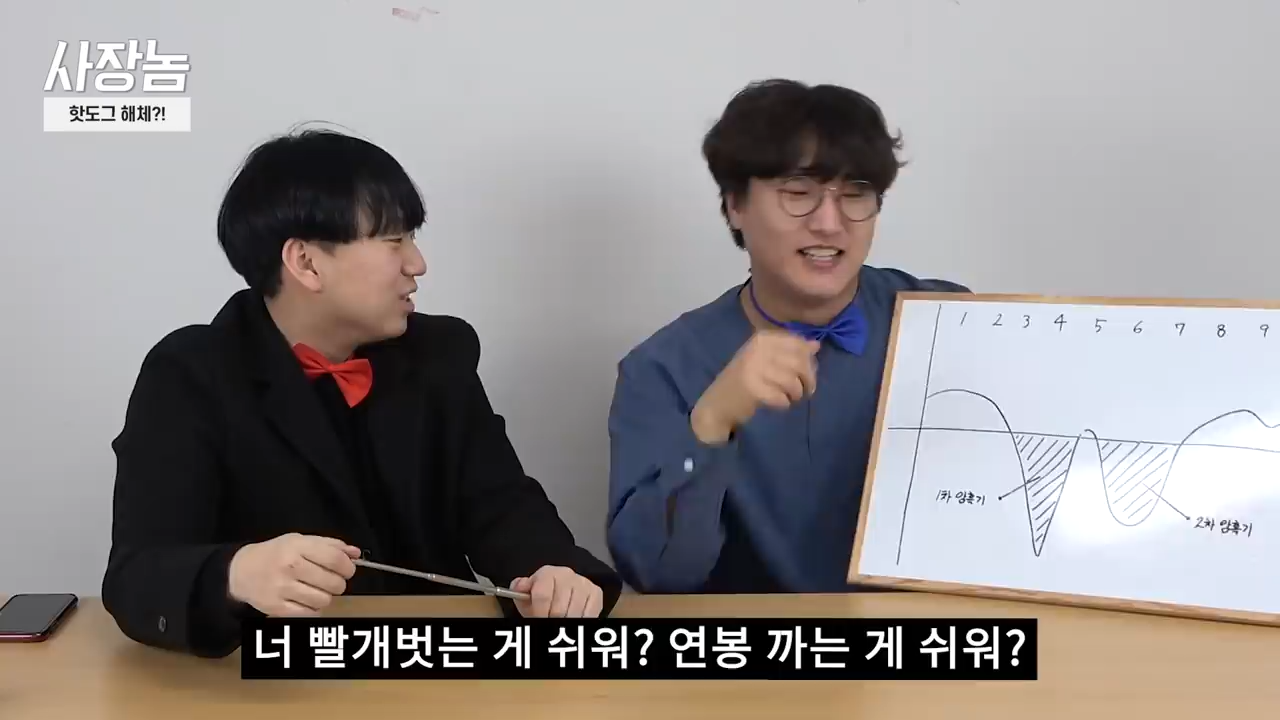 사장놈
핫도그 해체?!
1 2 3 4 5 6 7 8 9
1차 암흑기
2차 암흑기
너 빨개벗는 게 쉬워? 연봉 까는 게 쉬워?